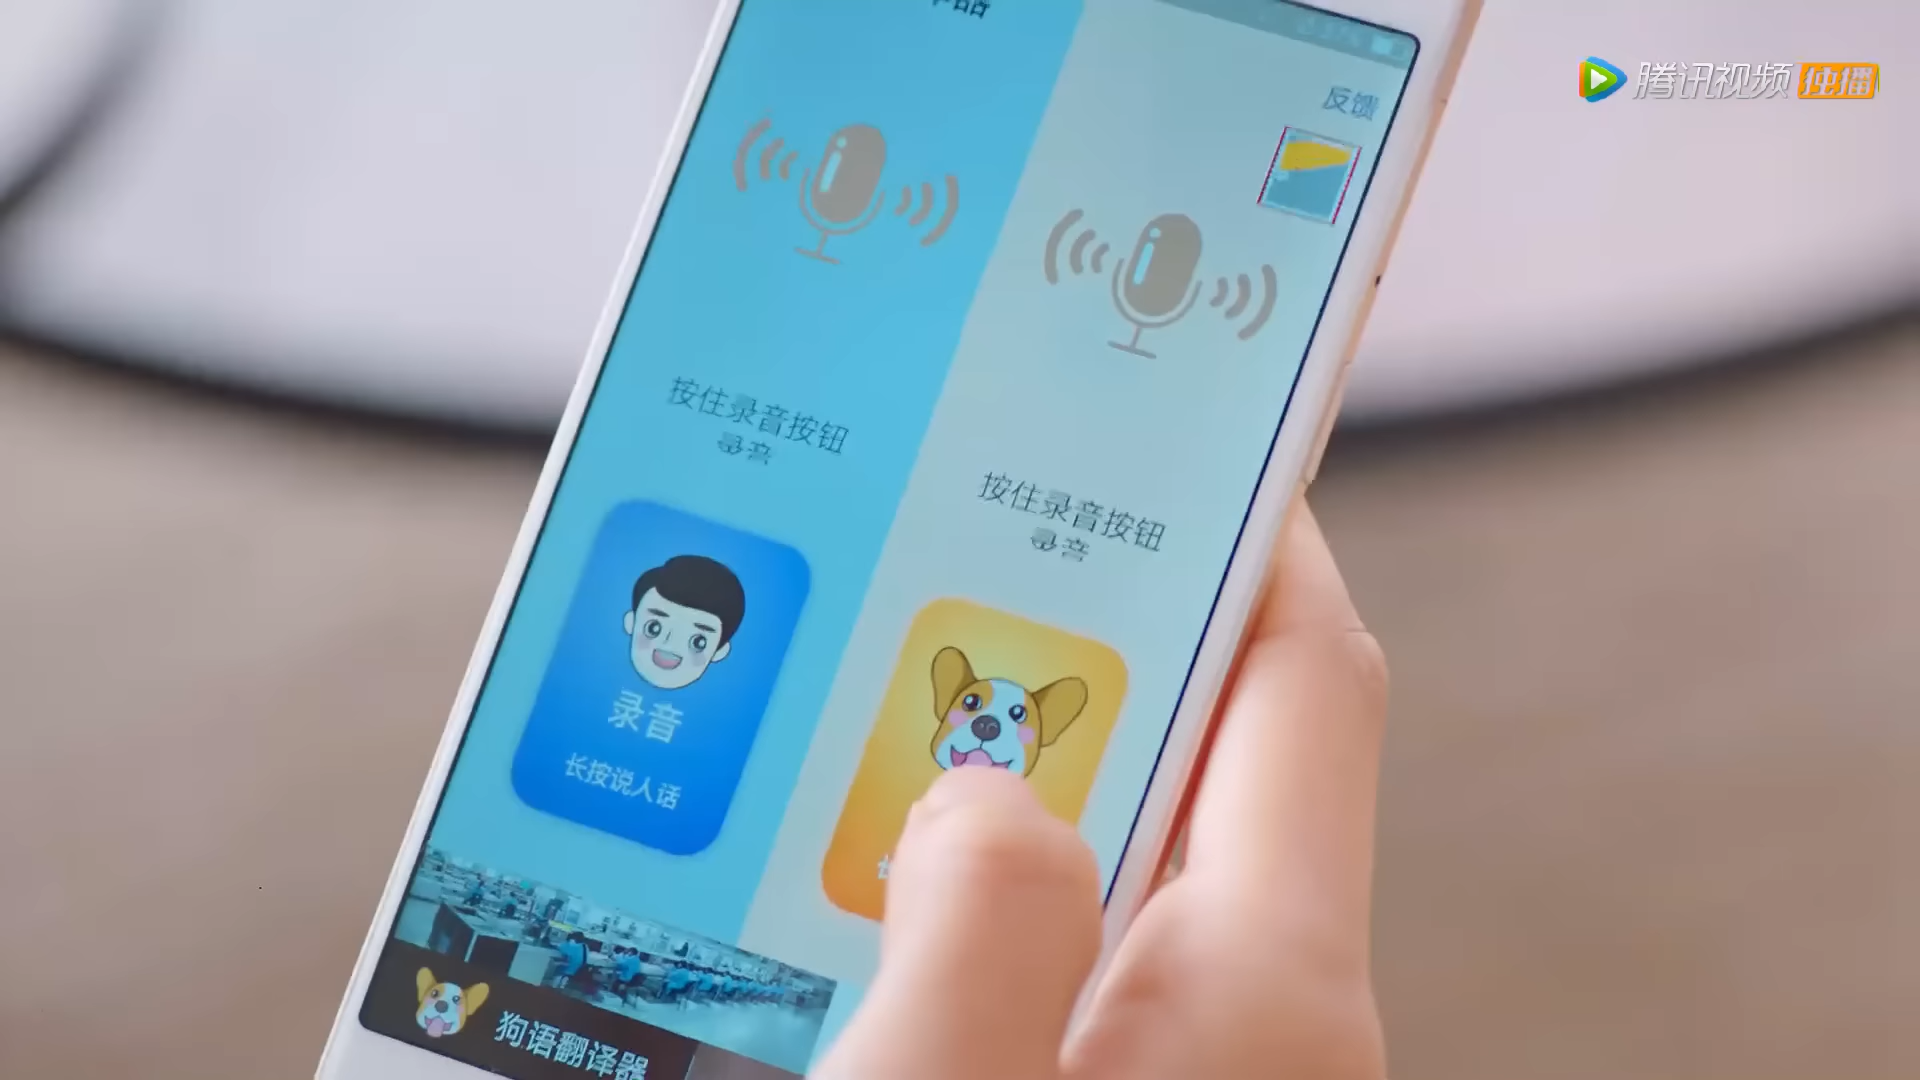 腾讯视频 独播
反馈
按住录音按钮
录音
按住录音按钮
录音
录音
长按说人话
狗语翻译器